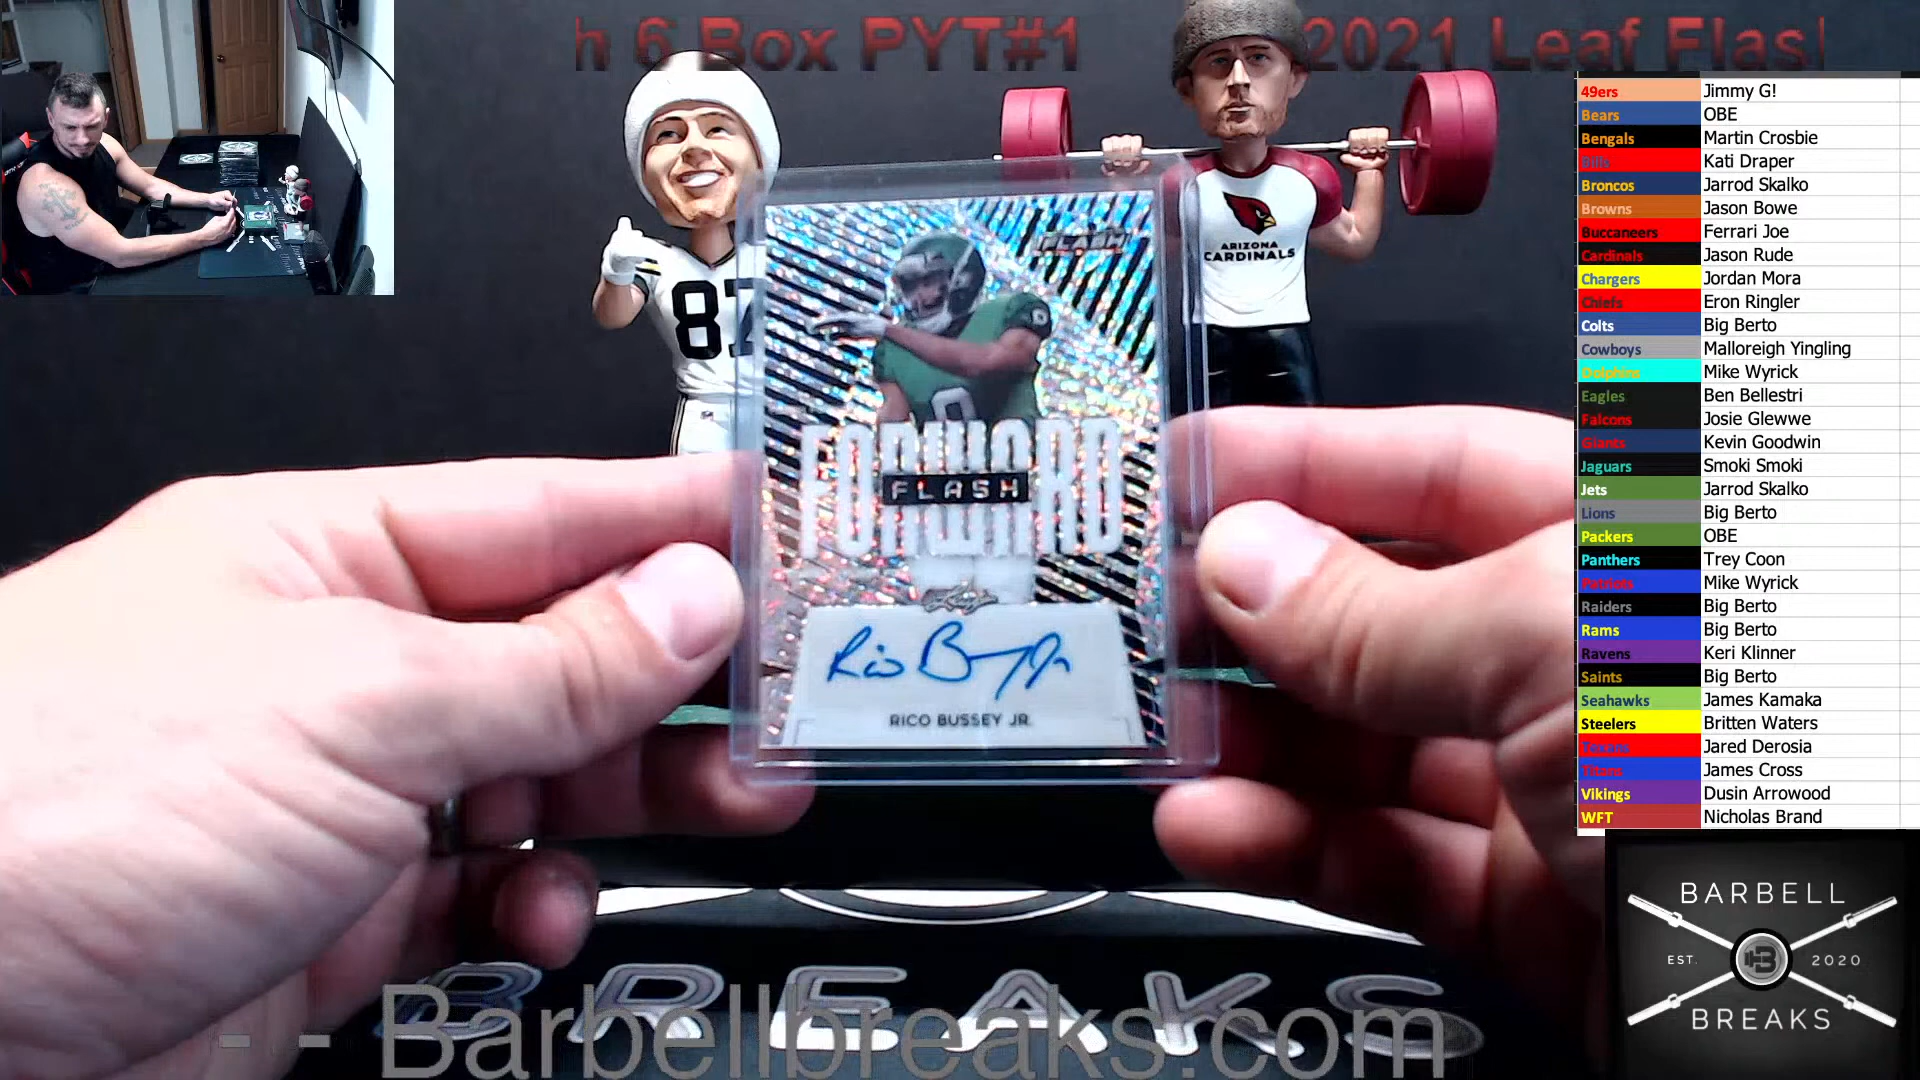 h 6 Box PYT#1
2021 Leaf Flas
49ers Jimmy G!
Bears OBE
Bengals Martin Crosbie
Bills Kati Draper
Broncos Jarrod Skalko
Browns Jason Bowe
Buccaneers Ferrari Joe
Cardinals Jason Rude
Chargers Jordan Mora
Chiefs Eron Ringler
Colts Big Berto
Cowboys Malloreigh Yingling
Dolphins Mike Wyrick
Eagles Ben Bellestri
Falcons Josie Glewwe
Giants Kevin Goodwin
Jaguars Smoki Smoki
Jets Jarrod Skalko
Lions Big Berto
Packers OBE
Panthers Trey Coon
Patriots Mike Wyrick
Raiders Big Berto
Rams Big Berto
Ravens Keri Klinner
Saints Big Berto
Seahawks James Kamaka
Steelers Britten Waters
Texans Jared Derosia
Titans James Cross
Vikings Dusin Arrowood
WFT Nicholas Brand
87
ARIZONA
CARDINALS
FLASH
FORWARD
FLASH
Leaf
Rico Bussey Jr
RICO BUSSEY JR.
BREAKS
- - Barbellbreaks.com
BARBELL
EST. B 2020
BREAKS